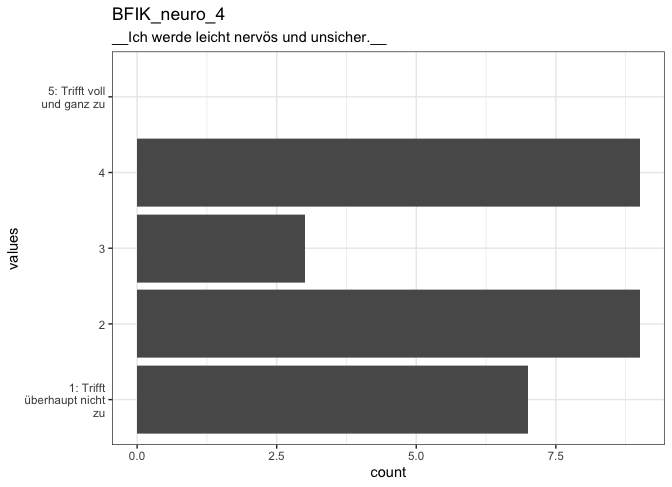 BFIK_neuro_4
__Ich werde leicht nervös und unsicher.__
values
5: Trifft voll
und ganz zu
4
3
2
1: Trifft
überhaupt nicht
zu
0.0
2.5
5.0
7.5
count